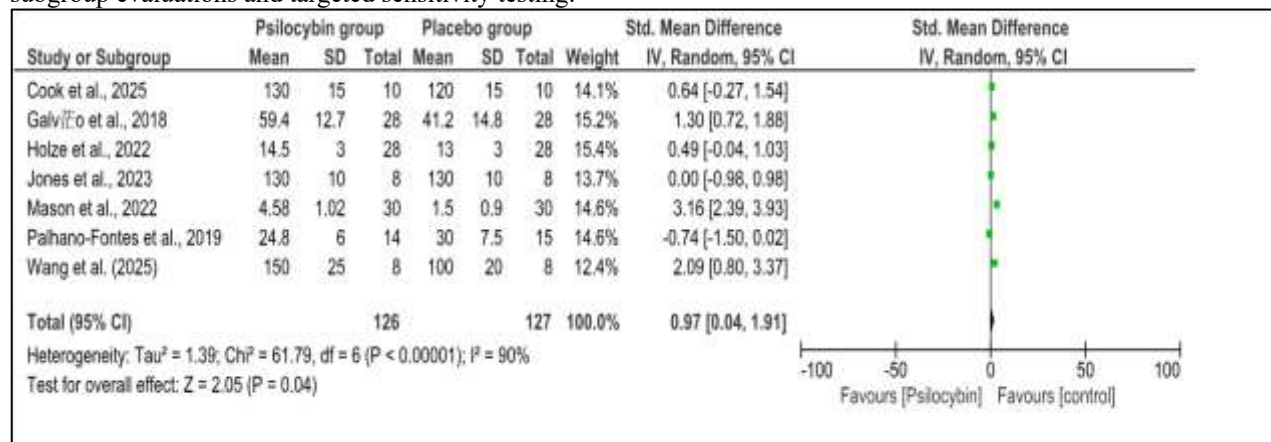 subgroup evaluations and targeted sensitivity testing.
Psilocybin group Placebo group Std. Mean Difference Std. Mean Difference
Study or Subgroup Mean SD Total Mean SD Total Weight IV, Random, 95% CI IV, Random, 95% CI
Cook et al., 2025 130 15 10 120 15 10 14.1% 0.64 [-0.27, 1.54]
Galv茫o et al., 2018 59.4 12.7 28 41.2 14.8 28 15.2% 1.30 [0.72, 1.88]
Holze et al., 2022 14.5 3 28 13 3 28 15.4% 0.49 [-0.04, 1.03]
Jones et al., 2023 130 10 8 130 10 8 13.7% 0.00 [-0.98, 0.98]
Mason et al., 2022 4.58 1.02 30 1.5 0.9 30 14.6% 3.16 [2.39, 3.93]
Palhano-Fontes et al., 2019 24.8 6 14 30 7.5 15 14.6% -0.74 [-1.50, 0.02]
Wang et al. (2025) 150 25 8 100 20 8 12.4% 2.09 [0.80, 3.37]
Total (95% CI) 126 127 100.0% 0.97 [0.04, 1.91]
Heterogeneity: Tau² = 1.39; Chi² = 61.79, df = 6 (P < 0.00001); I² = 90%
Test for overall effect: Z = 2.05 (P = 0.04)
-100 -50 0 50 100
Favours [Psilocybin] Favours [control]